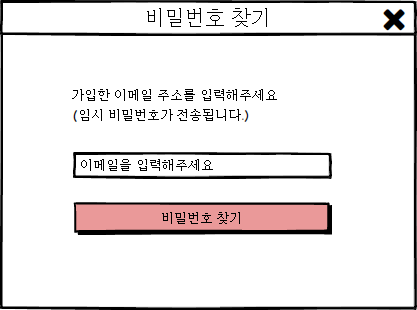 비밀번호 찾기
가입한 이메일 주소를 입력해주세요
(임시 비밀번호가 전송됩니다.)
이메일을 입력해주세요
비밀번호 찾기